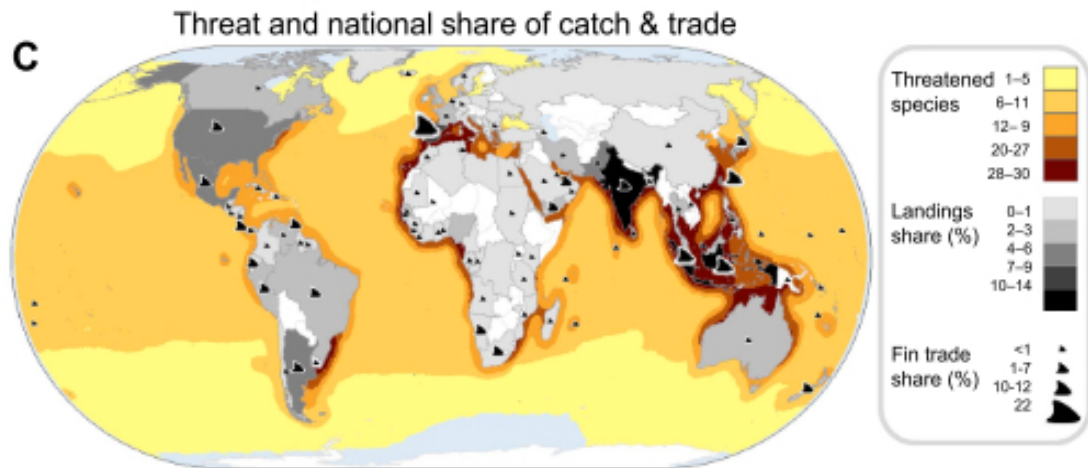 Threat and national share of catch & trade
C
Threatened 1–5
species 6–11
12– 9
20-27
28–30
Landings 0–1
share (%) 2–3
4–6
7–9
10–14
Fin trade <1
share (%) 1-7
10-12
22